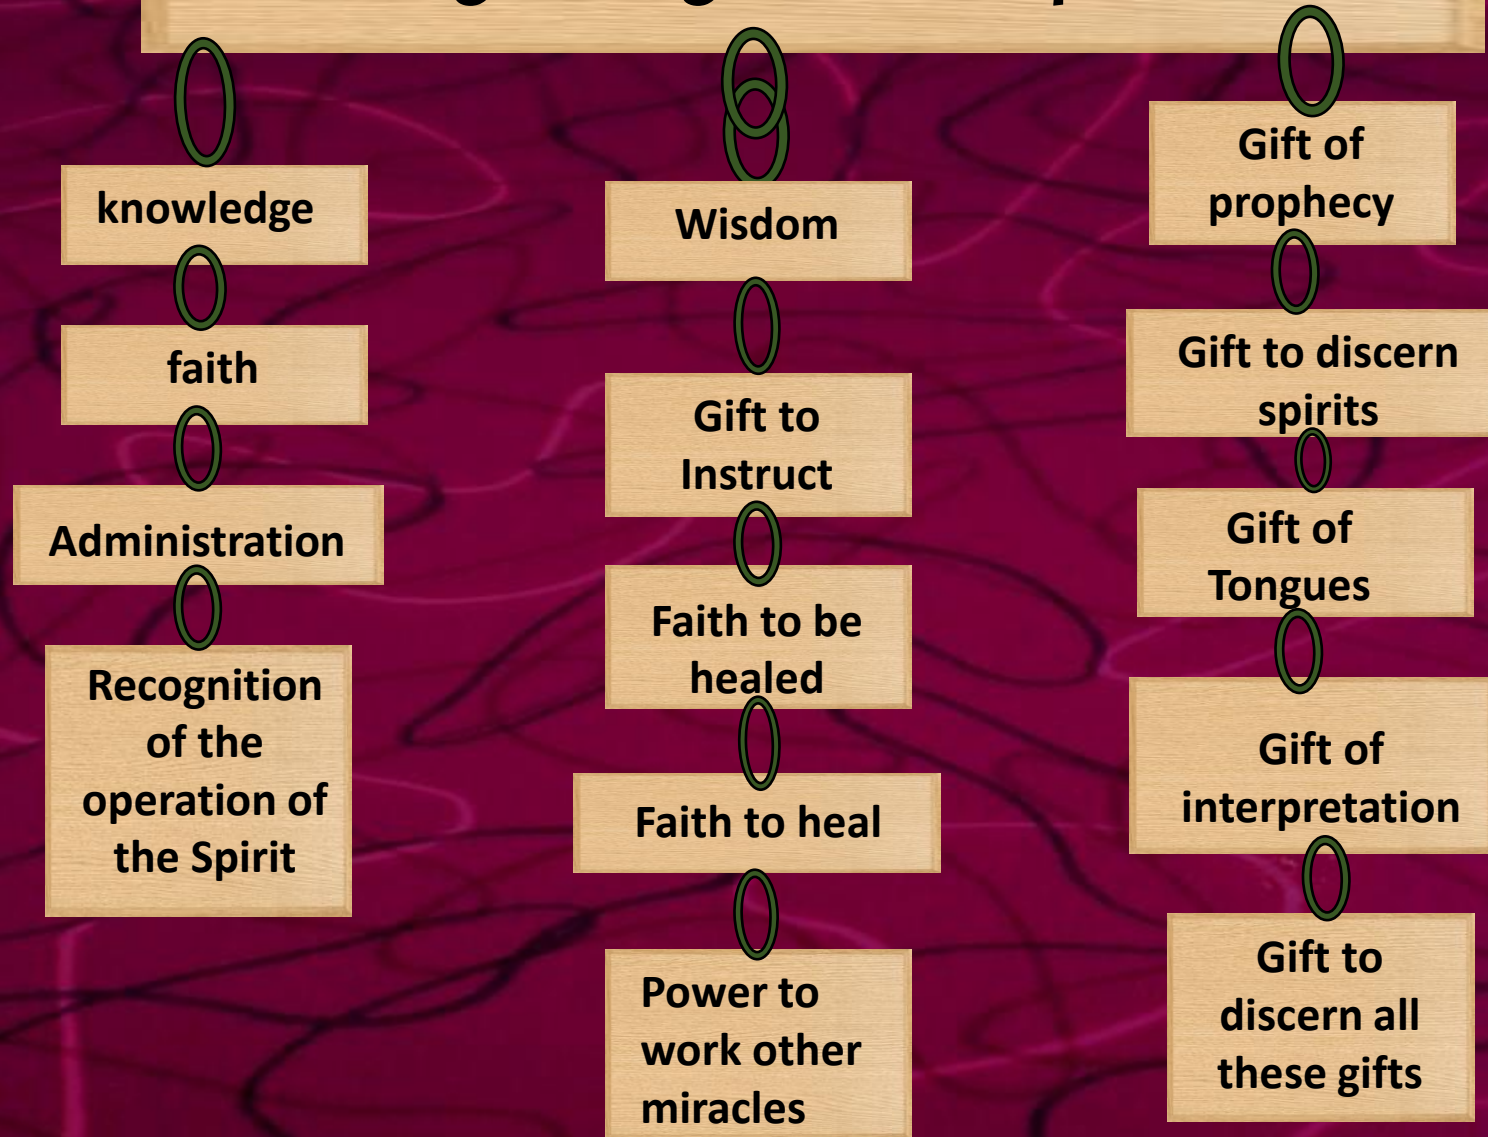 knowledge
faith
Administration
Recognition
of the
operation of
the Spirit
Wisdom
Gift to
Instruct
Faith to be
healed
Faith to heal
Power to
work other
miracles
Gift of
prophecy
Gift to discern
spirits
Gift of
Tongues
Gift of
interpretation
Gift to
discern all
these gifts